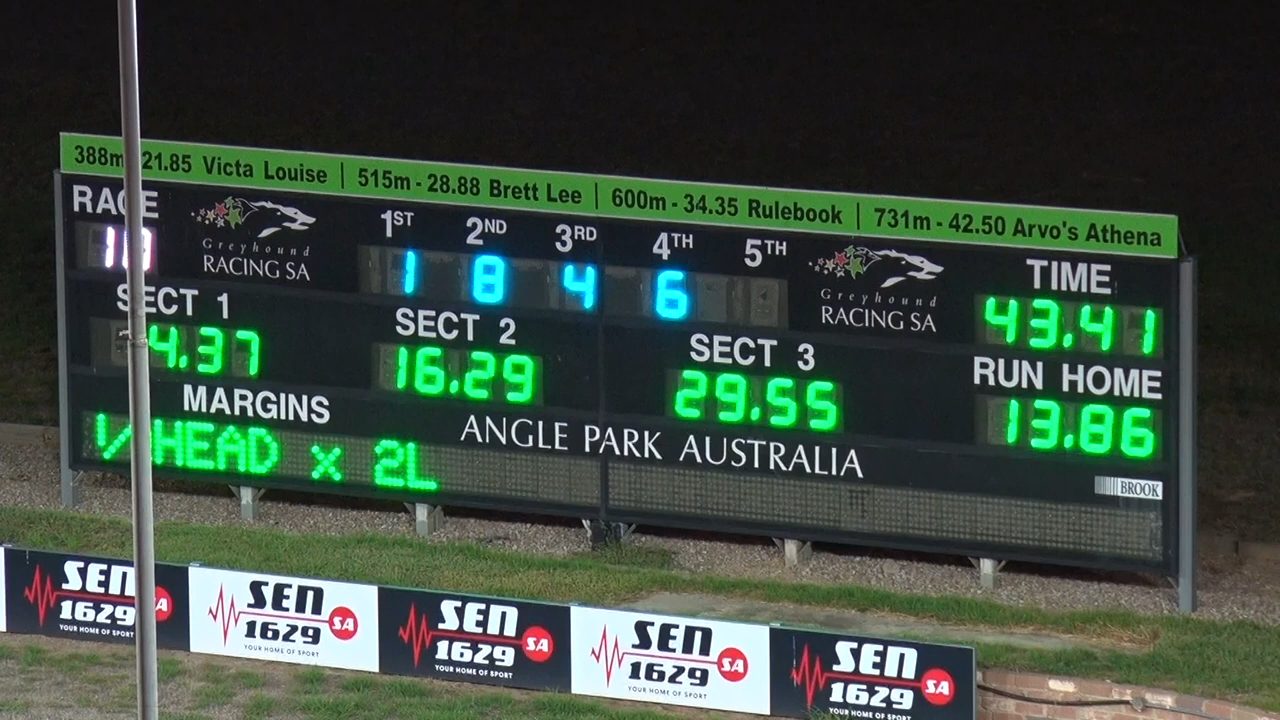 388m 21.85 Victa Louise | 515m - 28.88 Brett Lee | 600m - 34.35 Rulebook | 731m - 42.50 Arvo's Athena
RACE
Greyhound
RACING SA
1ST 2ND 3RD 4TH 5TH
1 8 4 6
Greyhound
RACING SA
TIME
43.41
SECT 1
4.37
SECT 2
16.29
SECT 3
29.55
RUN HOME
13.86
MARGINS
HEAD x 2L
ANGLE PARK AUSTRALIA
BROOK
SEN
1629
YOUR HOME OF SPORT
SEN
1629 SA
YOUR HOME OF SPORT
SEN
1629 SA
YOUR HOME OF SPORT
SEN
1629 SA
YOUR HOME OF SPORT
SEN
1629 SA
YOUR HOME OF SPORT